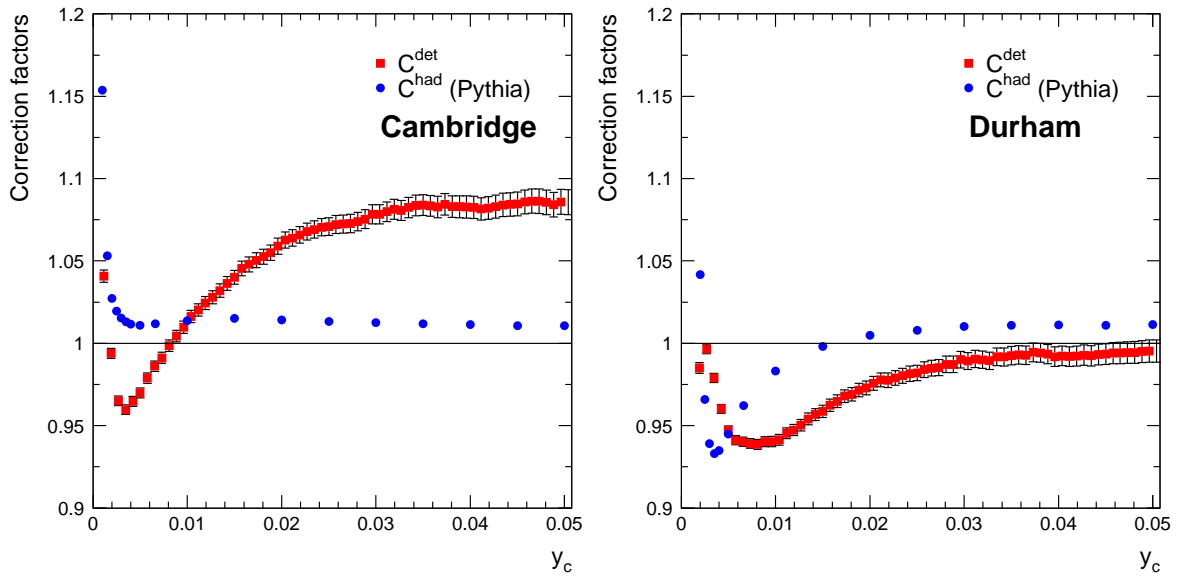 Correction factors
1.2
1.15
1.1
1.05
1
0.95
0.9
C^det
C^had (Pythia)
Cambridge
0 0.01 0.02 0.03 0.04 0.05
y_c
Correction factors
1.2
1.15
1.1
1.05
1
0.95
0.9
C^det
C^had (Pythia)
Durham
0 0.01 0.02 0.03 0.04 0.05
y_c